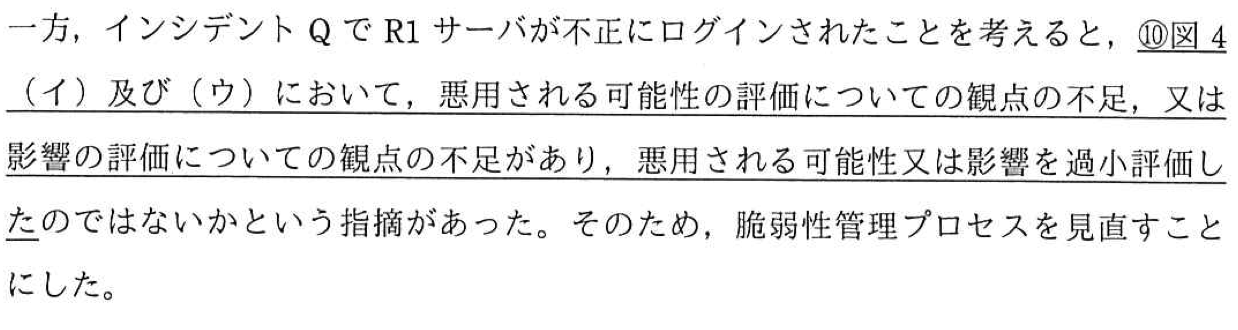 一方，インシデント Q で R1 サーバが不正にログインされたことを考えると，⑩図 4
（イ）及び（ウ）において，悪用される可能性の評価についての観点の不足，又は
影響の評価についての観点の不足があり，悪用される可能性又は影響を過小評価し
たのではないかという指摘があった。そのため，脆弱性管理プロセスを見直すこと
にした。